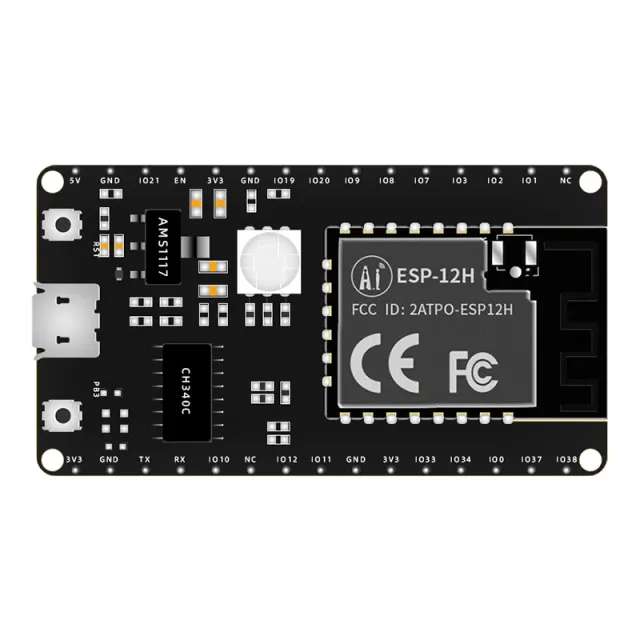 5V GND IO21 EN 3V3 GND IO19 IO20 IO9 IO8 IO7 IO3 IO2 IO1 NC
RST
AMS1117
Ai ESP-12H
FCC ID: 2ATPO-ESP12H
CE FC
CH340C
PB3
3V3 GND TX RX IO10 NC IO12 IO11 GND 3V3 IO33 IO34 IO0 IO37 IO38